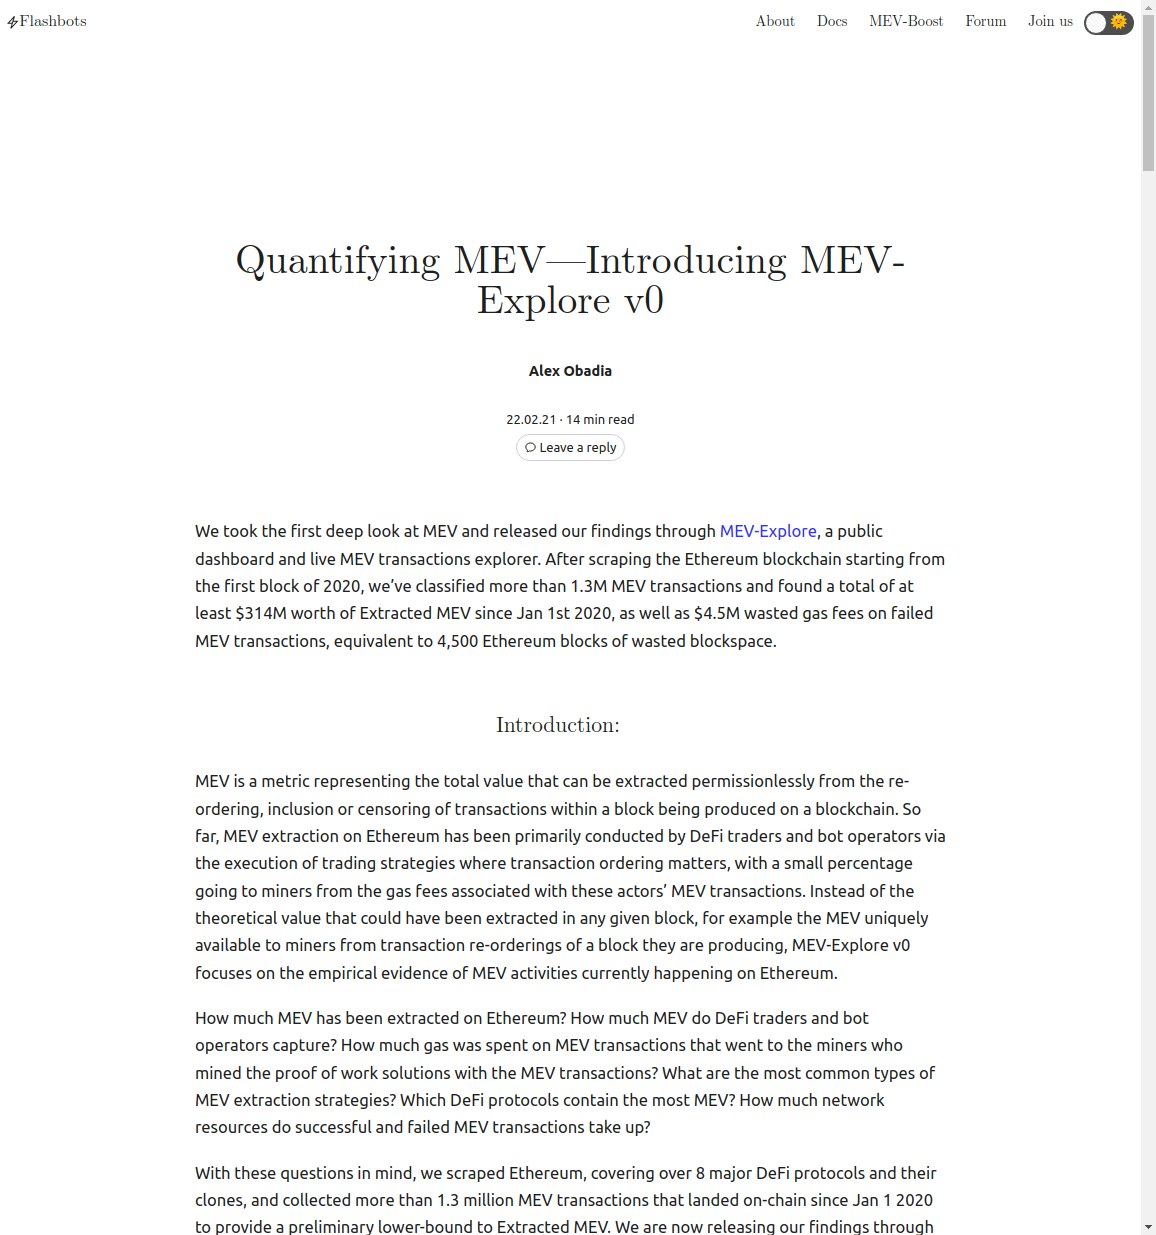 Flashbots
About Docs MEV-Boost Forum Join us
Quantifying MEV—Introducing MEV-
Explore v0
Alex Obadia
22.02.21 · 14 min read
Leave a reply
We took the first deep look at MEV and released our findings through MEV-Explore, a public
dashboard and live MEV transactions explorer. After scraping the Ethereum blockchain starting from
the first block of 2020, we’ve classified more than 1.3M MEV transactions and found a total of at
least $314M worth of Extracted MEV since Jan 1st 2020, as well as $4.5M wasted gas fees on failed
MEV transactions, equivalent to 4,500 Ethereum blocks of wasted blockspace.
Introduction:
MEV is a metric representing the total value that can be extracted permissionlessly from the re-
ordering, inclusion or censoring of transactions within a block being produced on a blockchain. So
far, MEV extraction on Ethereum has been primarily conducted by DeFi traders and bot operators via
the execution of trading strategies where transaction ordering matters, with a small percentage
going to miners from the gas fees associated with these actors’ MEV transactions. Instead of the
theoretical value that could have been extracted in any given block, for example the MEV uniquely
available to miners from transaction re-orderings of a block they are producing, MEV-Explore v0
focuses on the empirical evidence of MEV activities currently happening on Ethereum.
How much MEV has been extracted on Ethereum? How much MEV do DeFi traders and bot
operators capture? How much gas was spent on MEV transactions that went to the miners who
mined the proof of work solutions with the MEV transactions? What are the most common types of
MEV extraction strategies? Which DeFi protocols contain the most MEV? How much network
resources do successful and failed MEV transactions take up?
With these questions in mind, we scraped Ethereum, covering over 8 major DeFi protocols and their
clones, and collected more than 1.3 million MEV transactions that landed on-chain since Jan 1 2020
to provide a preliminary lower-bound to Extracted MEV. We are now releasing our findings through